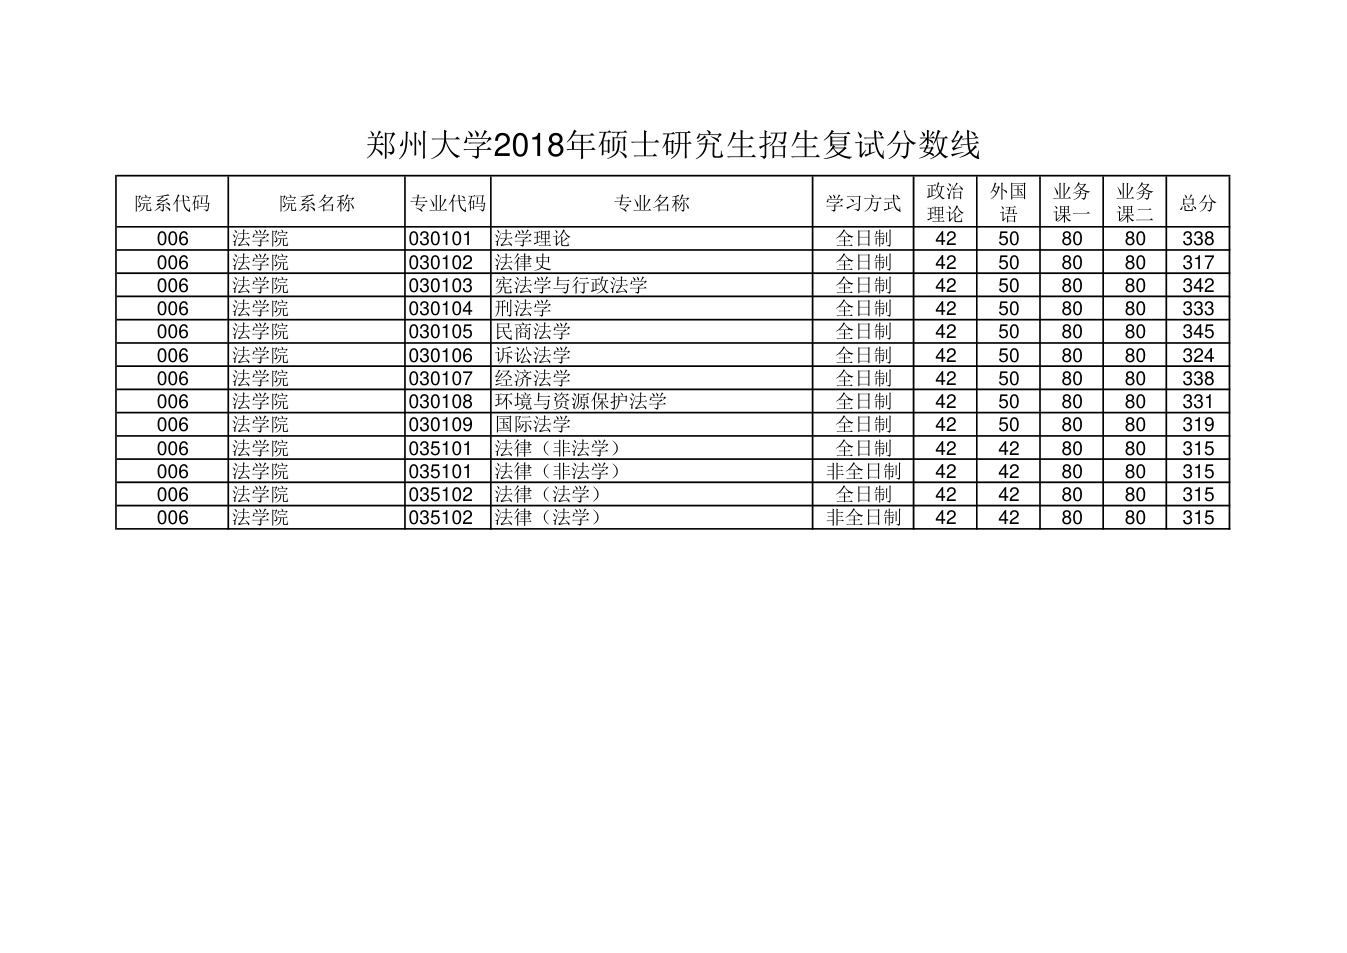 郑州大学2018年硕士研究生招生复试分数线
院系代码 院系名称 专业代码 专业名称 学习方式 政治理论 外国语 业务课一 业务课二 总分
006 法学院 030101 法学理论 全日制 42 50 80 80 338
006 法学院 030102 法律史 全日制 42 50 80 80 317
006 法学院 030103 宪法学与行政法学 全日制 42 50 80 80 342
006 法学院 030104 刑法学 全日制 42 50 80 80 333
006 法学院 030105 民商法学 全日制 42 50 80 80 345
006 法学院 030106 诉讼法学 全日制 42 50 80 80 324
006 法学院 030107 经济法学 全日制 42 50 80 80 338
006 法学院 030108 环境与资源保护法学 全日制 42 50 80 80 331
006 法学院 030109 国际法学 全日制 42 50 80 80 319
006 法学院 035101 法律（非法学） 全日制 42 42 80 80 315
006 法学院 035101 法律（非法学） 非全日制 42 42 80 80 315
006 法学院 035102 法律（法学） 全日制 42 42 80 80 315
006 法学院 035102 法律（法学） 非全日制 42 42 80 80 315